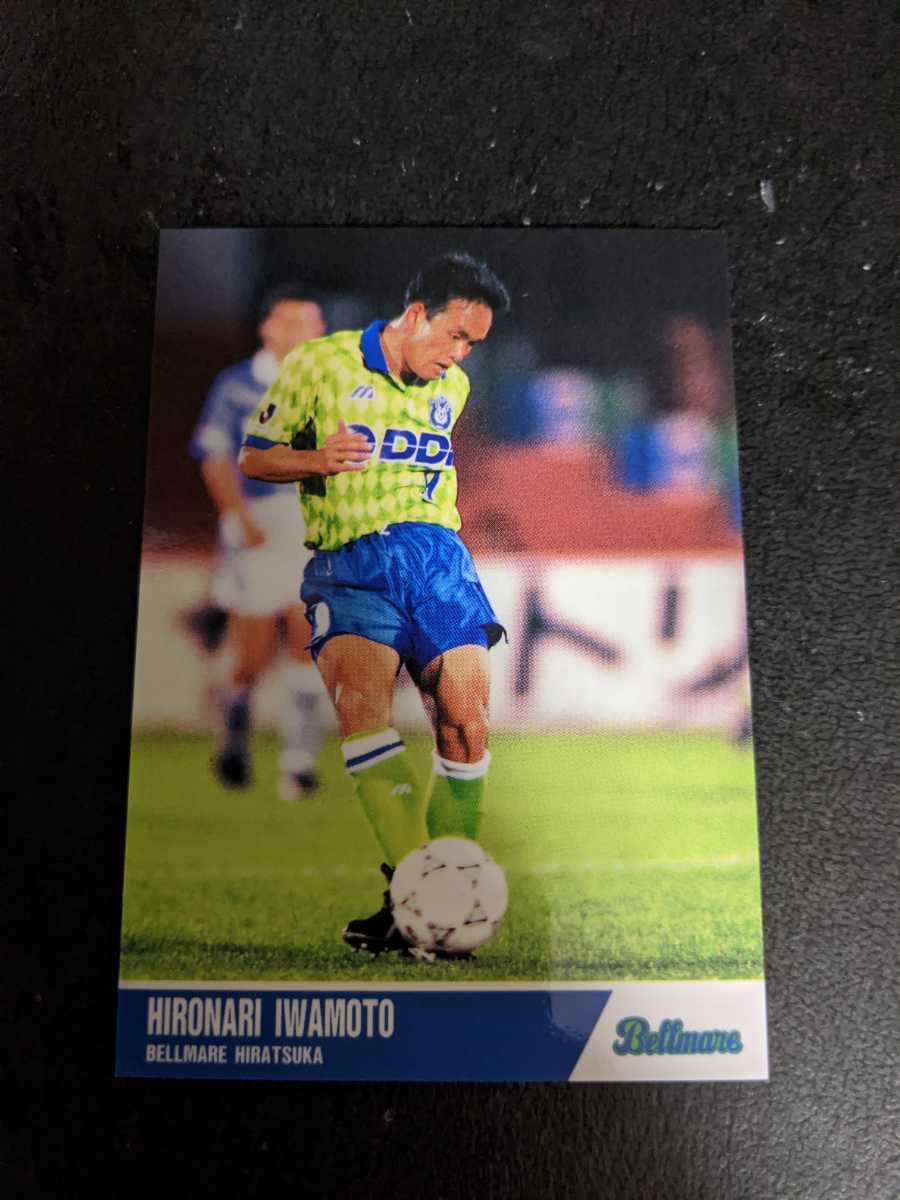 DDI
HIRONARI IWAMOTO
BELLMARE HIRATSUKA
Bellmare